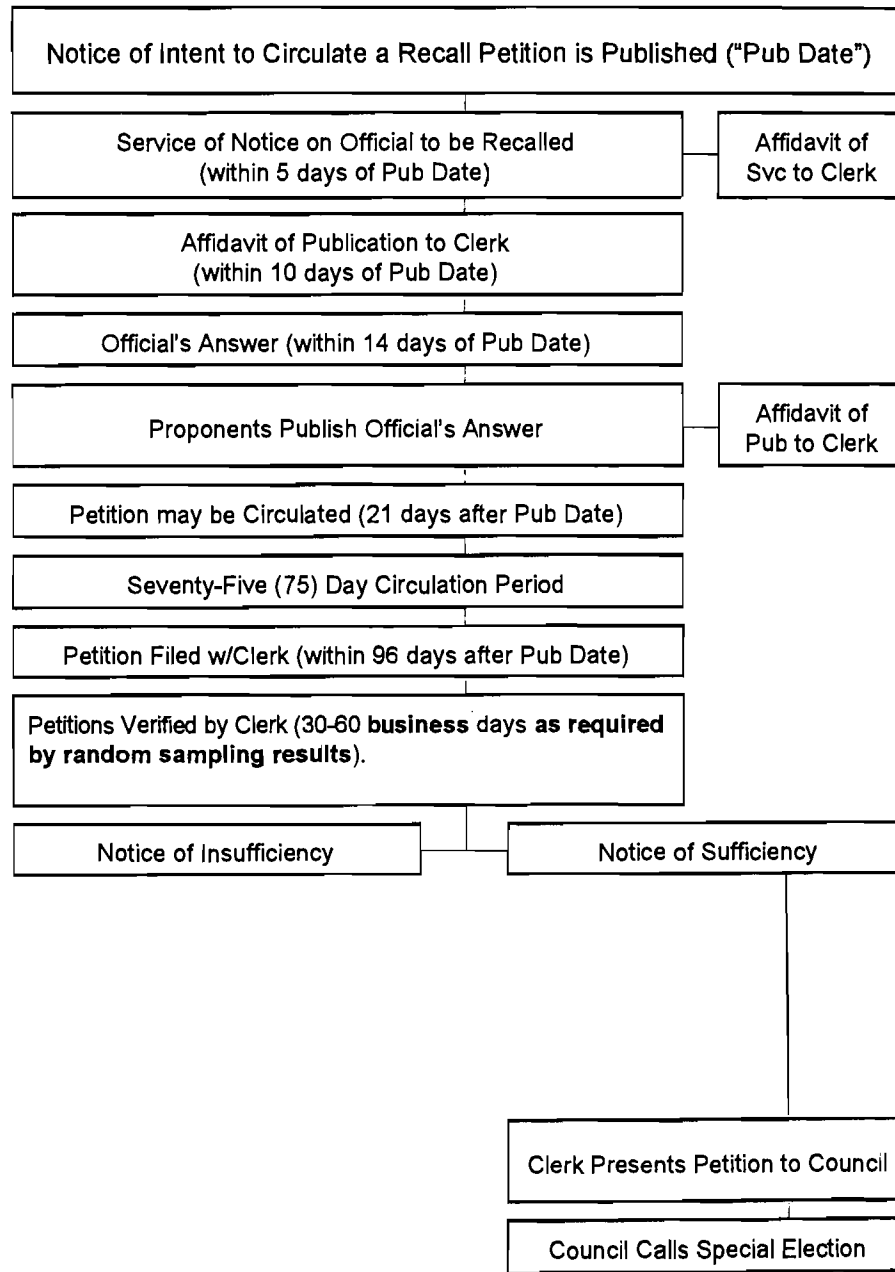 Notice of Intent to Circulate a Recall Petition is Published ("Pub Date")
Service of Notice on Official to be Recalled
(within 5 days of Pub Date)
Affidavit of
Svc to Clerk
Affidavit of Publication to Clerk
(within 10 days of Pub Date)
Official's Answer (within 14 days of Pub Date)
Proponents Publish Official's Answer
Affidavit of
Pub to Clerk
Petition may be Circulated (21 days after Pub Date)
Seventy-Five (75) Day Circulation Period
Petition Filed w/Clerk (within 96 days after Pub Date)
Petitions Verified by Clerk (30-60 business days as required
by random sampling results).
Notice of Insufficiency
Notice of Sufficiency
Clerk Presents Petition to Council
Council Calls Special Election